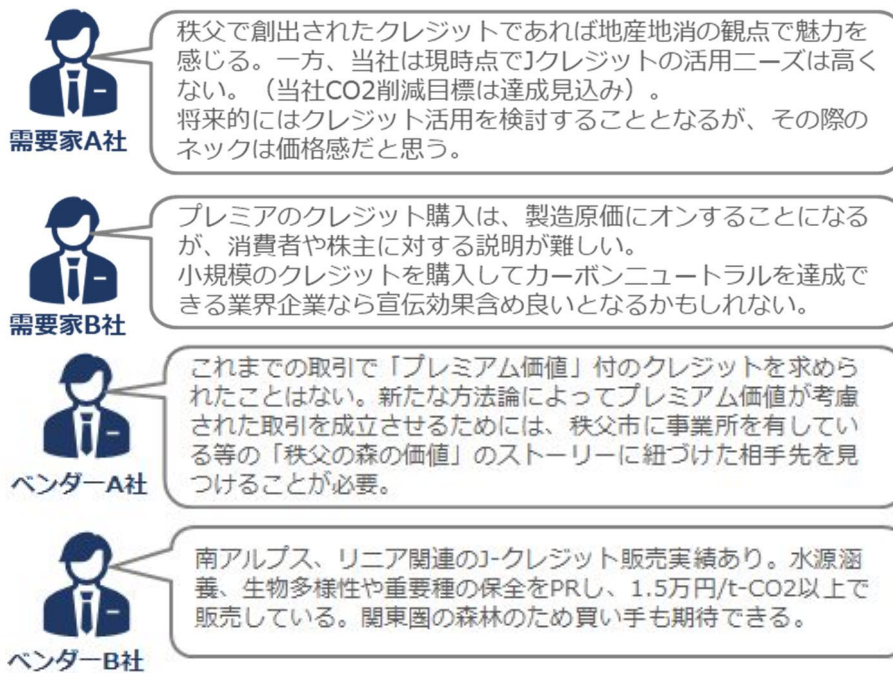 秩父で創出されたクレジットであれば地産地消の観点で魅力を
感じる。一方、当社は現時点でJクレジットの活用ニーズは高く
ない。（当社CO2削減目標は達成見込み）。
将来的にはクレジット活用を検討することとなるが、その際の
ネックは価格感だと思う。
需要家A社
プレミアのクレジット購入は、製造原価にオンすることになる
が、消費者や株主に対する説明が難しい。
小規模のクレジットを購入してカーボンニュートラルを達成で
きる業界企業なら宣伝効果含め良いとなるかもしれない。
需要家B社
これまでの取引で「プレミアム価値」付のクレジットを求めら
れたことはない。新たな方法論によってプレミアム価値が考慮
された取引を成立させるためには、秩父市に事業所を有してい
る等の「秩父の森の価値」のストーリーに紐づけた相手先を見
つけることが必要。
ベンダーA社
南アルプス、リニア関連のJ-クレジット販売実績あり。水源涵
養、生物多様性や重要種の保全をPRし、1.5万円/t-CO2以上で
販売している。関東圏の森林のため買い手も期待できる。
ベンダーB社